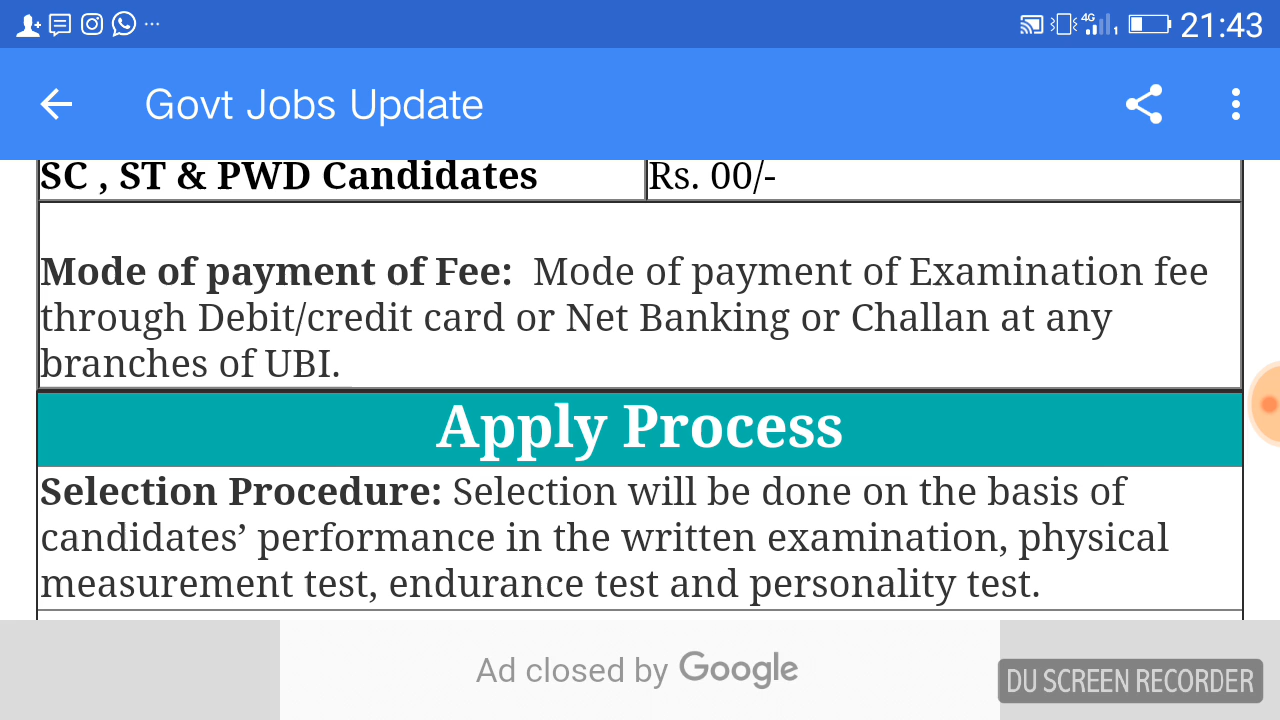 4G 1 21:43
Govt Jobs Update
SC , ST & PWD Candidates Rs. 00/-
Mode of payment of Fee: Mode of payment of Examination fee
through Debit/credit card or Net Banking or Challan at any
branches of UBI.
Apply Process
Selection Procedure: Selection will be done on the basis of
candidates’ performance in the written examination, physical
measurement test, endurance test and personality test.
Ad closed by Google
DU SCREEN RECORDER